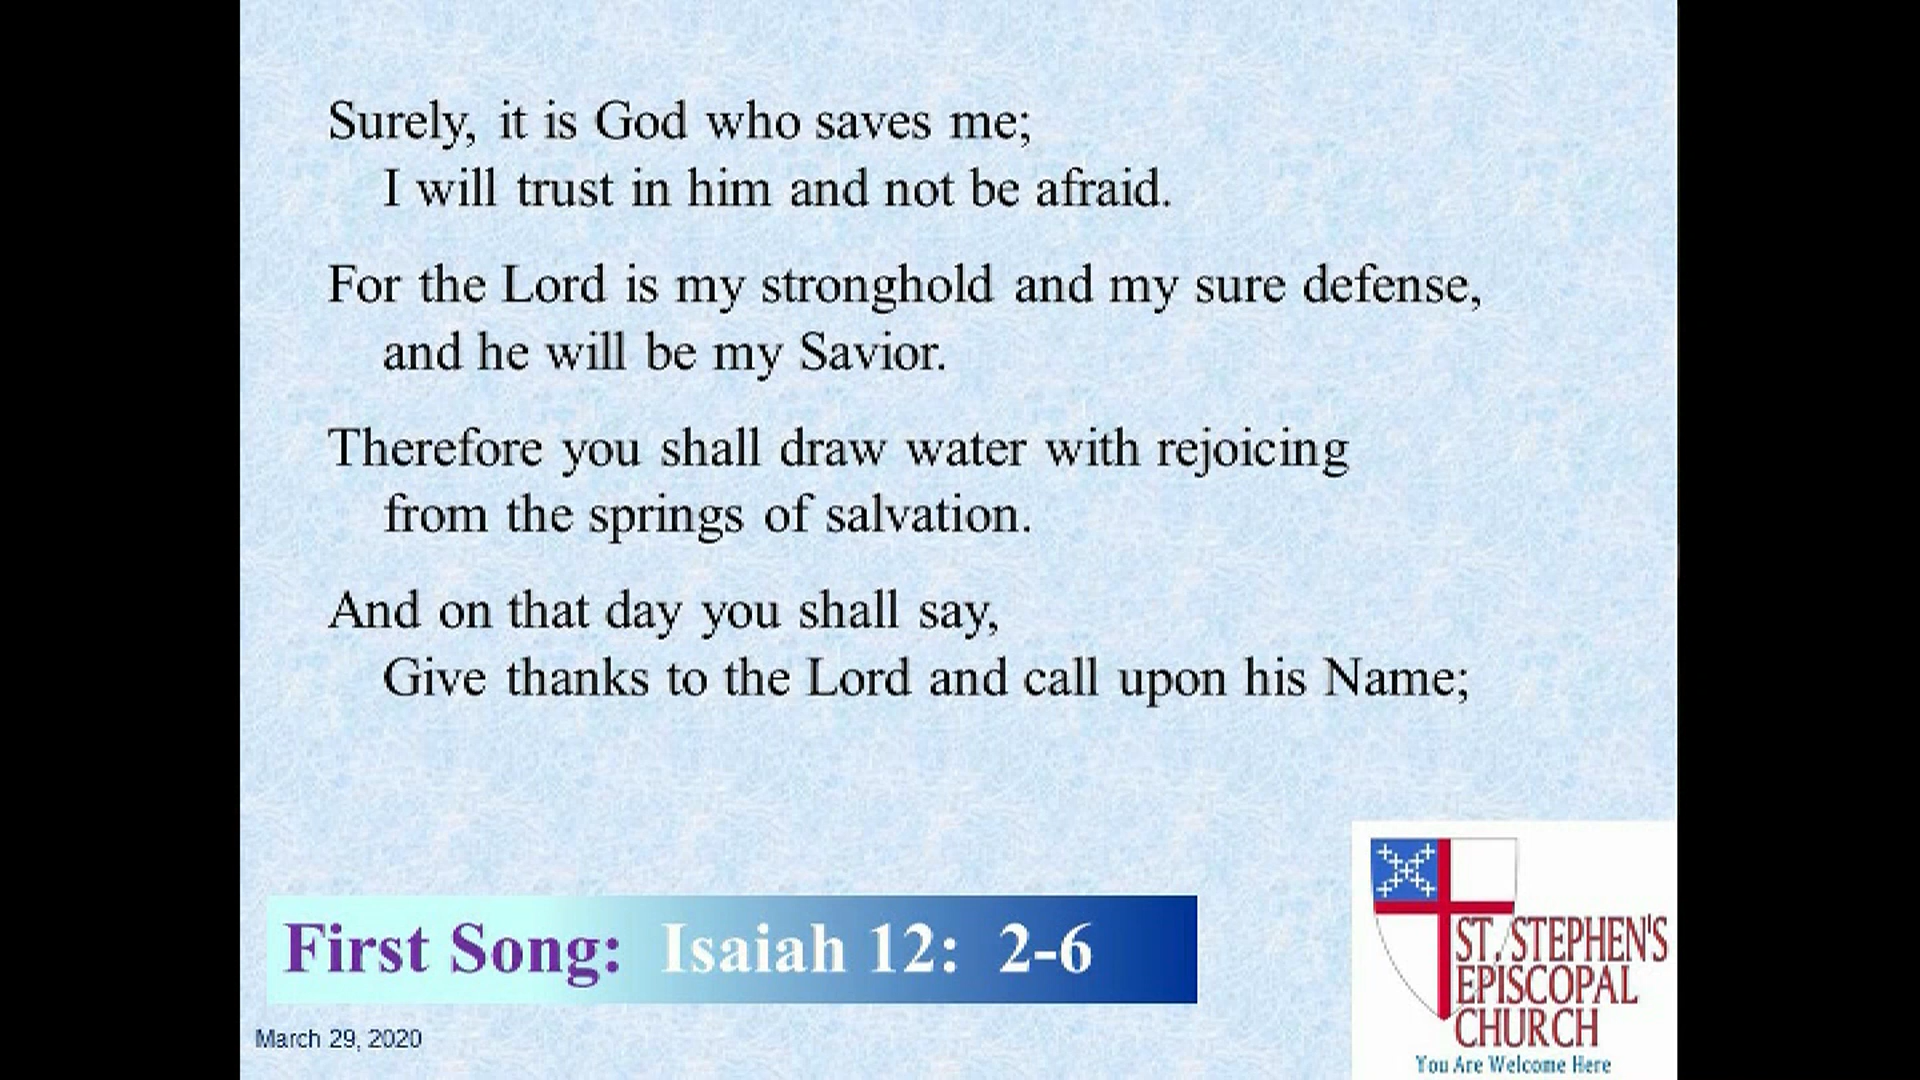 Surely, it is God who saves me;
I will trust in him and not be afraid.
For the Lord is my stronghold and my sure defense,
and he will be my Savior.
Therefore you shall draw water with rejoicing
from the springs of salvation.
And on that day you shall say,
Give thanks to the Lord and call upon his Name;
First Song: Isaiah 12: 2-6
March 29, 2020
ST. STEPHEN'S
EPISCOPAL
CHURCH
You Are Welcome Here